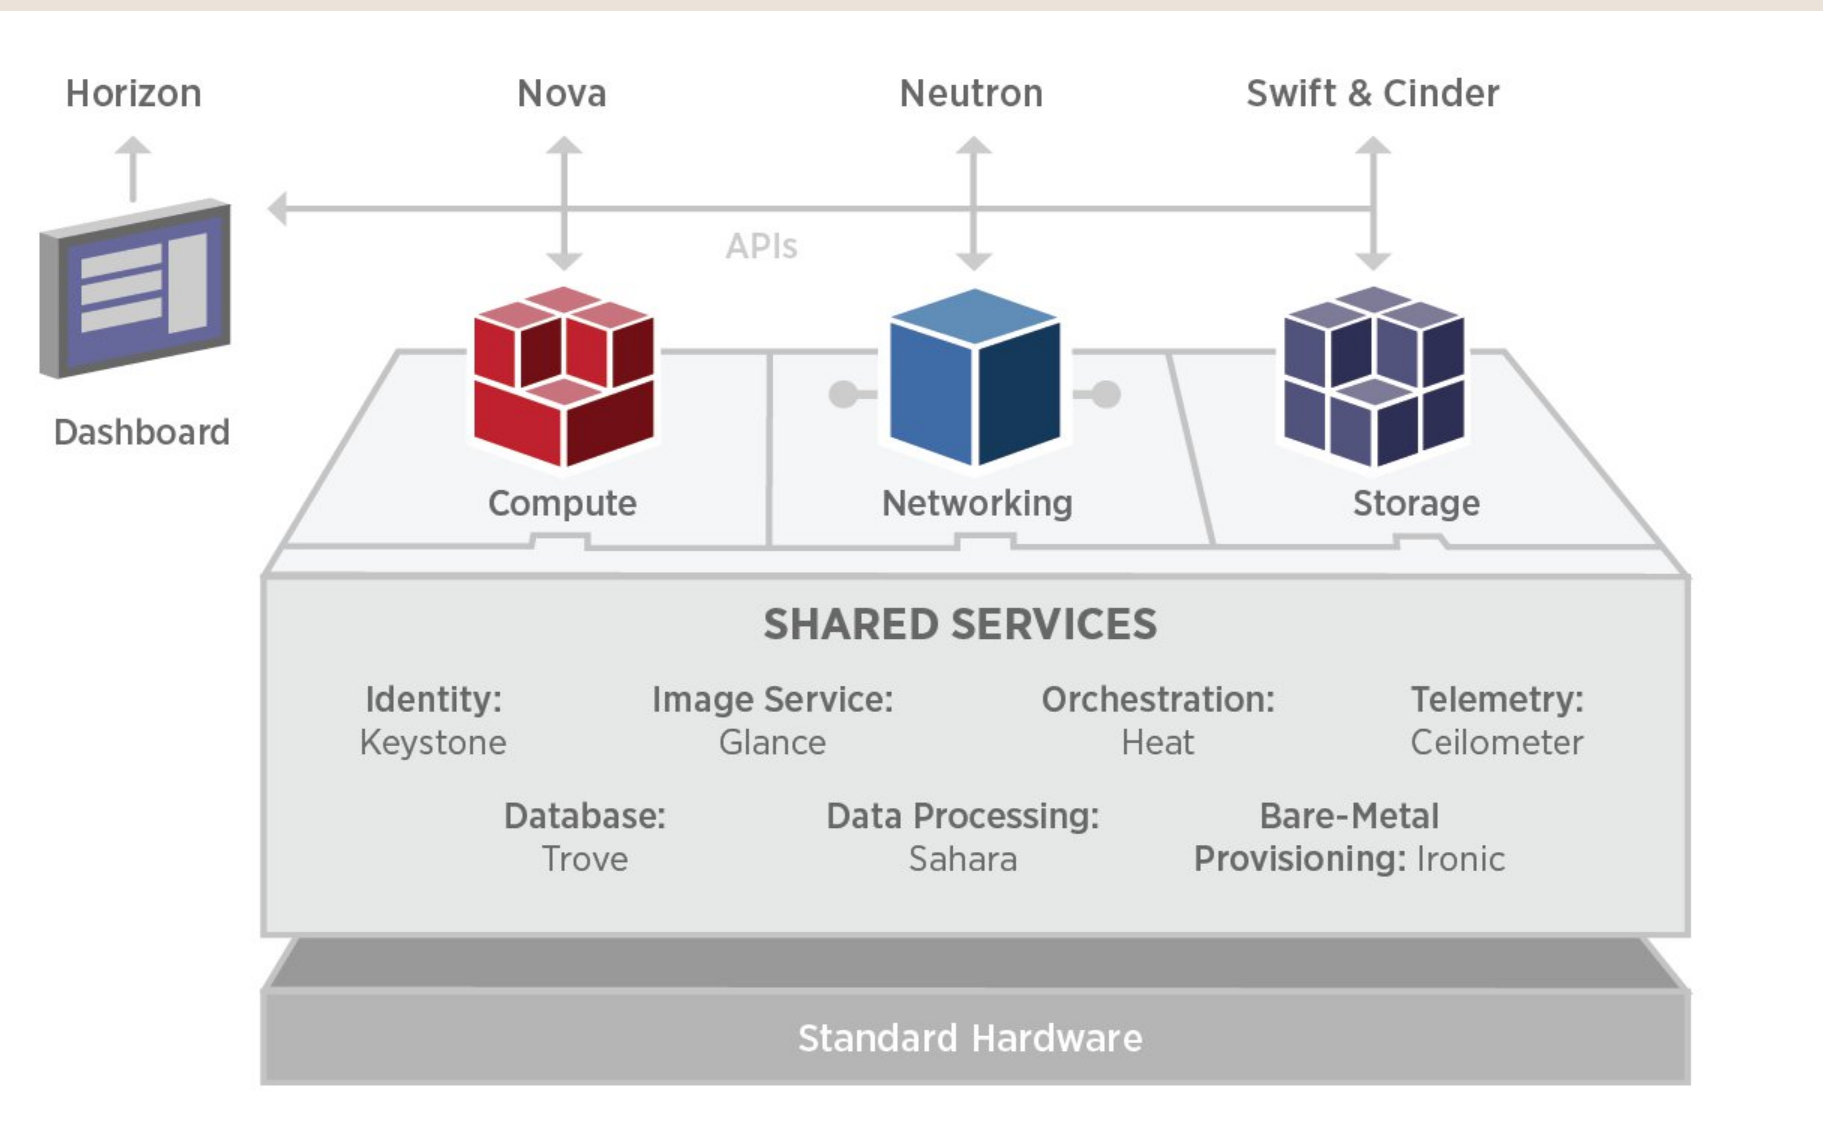 Horizon
Nova
Neutron
Swift & Cinder
APIs
Dashboard
Compute
Networking
Storage
SHARED SERVICES
Identity:
Keystone
Image Service:
Glance
Orchestration:
Heat
Telemetry:
Ceilometer
Database:
Trove
Data Processing:
Sahara
Bare-Metal
Provisioning: Ironic
Standard Hardware